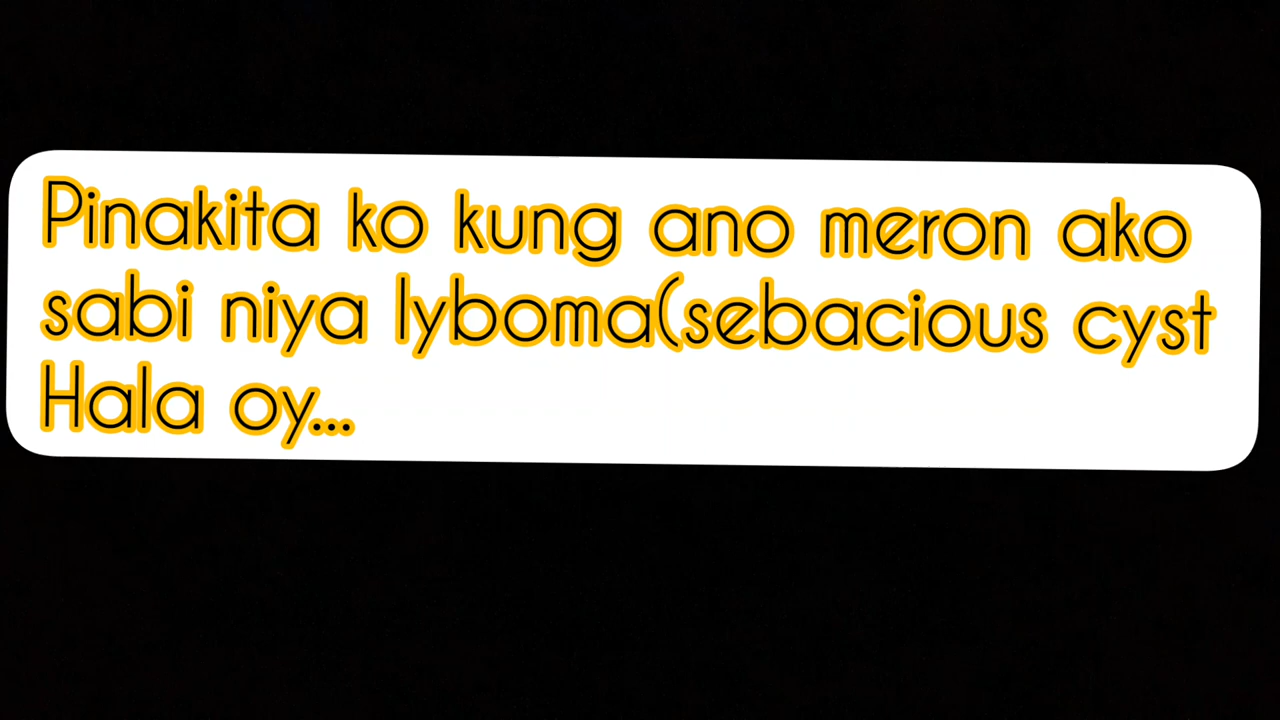 Pinakita ko kung ano meron ako
sabi niya lyboma(sebacious cyst
Hala oy...